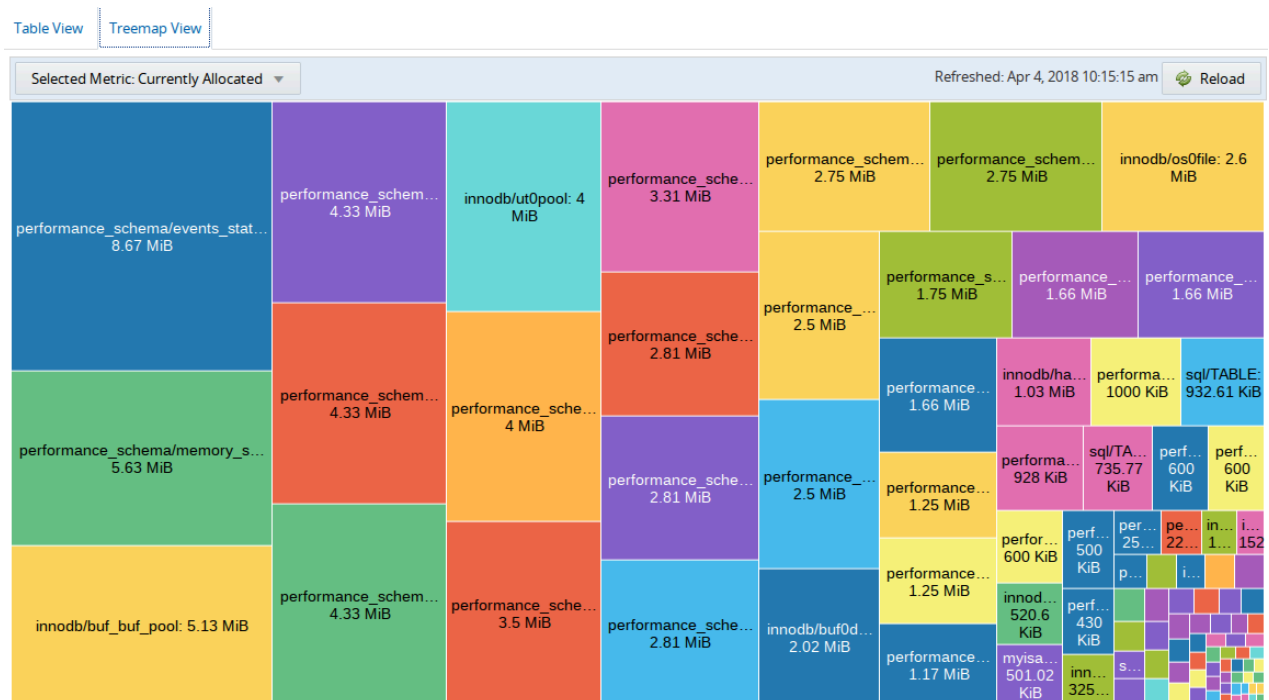 Table View
Treemap View
Selected Metric: Currently Allocated
Refreshed: Apr 4, 2018 10:15:15 am
Reload
performance_schema/events_stat...
8.67 MiB
performance_schema/memory_s...
5.63 MiB
innodb/buf_buf_pool: 5.13 MiB
performance_schem...
4.33 MiB
performance_schem...
4.33 MiB
performance_schem...
4.33 MiB
innodb/ut0pool: 4
MiB
performance_sche...
4 MiB
performance_sche...
3.5 MiB
performance_sche...
3.31 MiB
performance_sche...
2.81 MiB
performance_sche...
2.81 MiB
performance_sche...
2.81 MiB
performance_schem...
2.75 MiB
performance_schem...
2.75 MiB
innodb/os0file: 2.6
MiB
performance_...
2.5 MiB
performance_...
2.5 MiB
innodb/buf0d...
2.02 MiB
performance_s...
1.75 MiB
performance_...
1.66 MiB
performance_...
1.66 MiB
performance...
1.66 MiB
performance...
1.25 MiB
performance...
1.25 MiB
performance...
1.17 MiB
innodb/ha...
1.03 MiB
performa...
1000 KiB
sql/TABLE:
932.61 KiB
performa...
928 KiB
sql/TA...
735.77
KiB
perf...
600
KiB
perf...
600
KiB
perfor...
600 KiB
innod...
520.6
KiB
myisa...
501.02
KiB
perf...
500
KiB
perf...
430
KiB
inn...
325...
per...
25...
pe...
22...
in...
1...
i...
152
p...
i...
s...